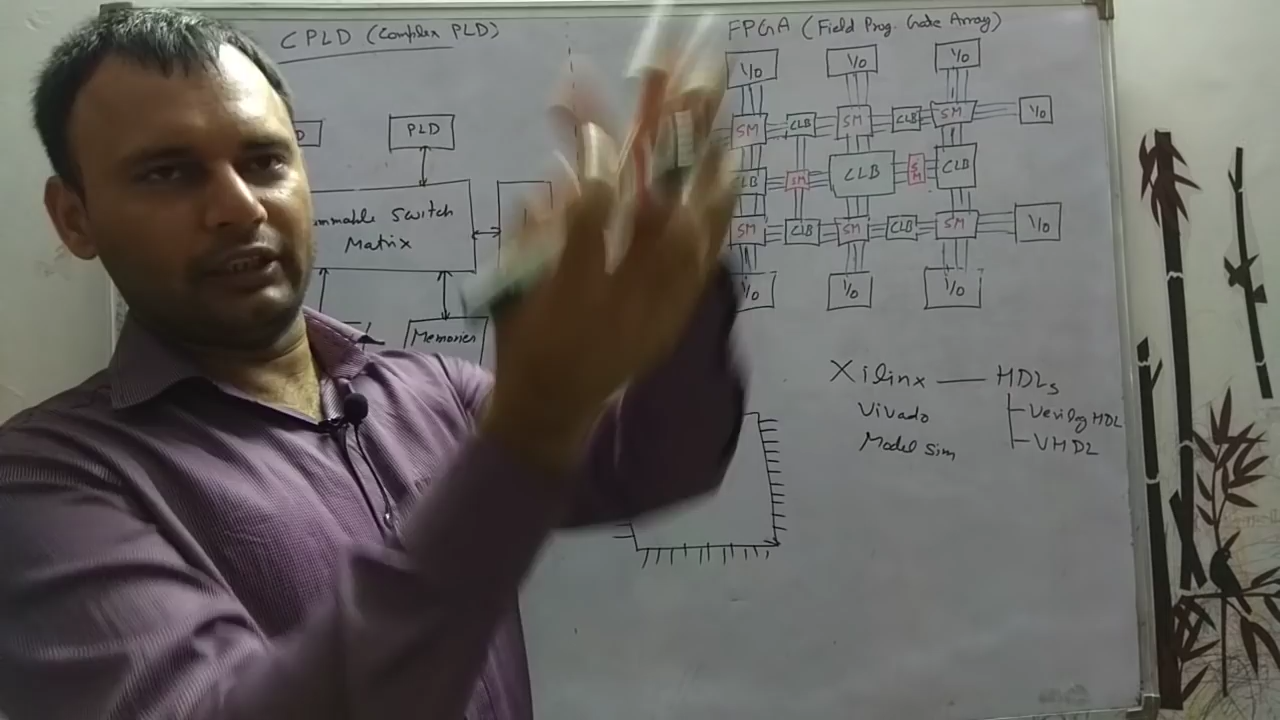 CPLD (Complex PLD)
PLD
Switch
Matrix
Memories
FPGA (Field Prog. Gate Array)
I/O I/O I/O
SM CLB SM CLB SM I/O
SM CLB SM CLB
SM CLB SM CLB SM I/O
I/O I/O I/O
Xilinx — HDLs
Vivado Verilog HDL
Model sim VHDL